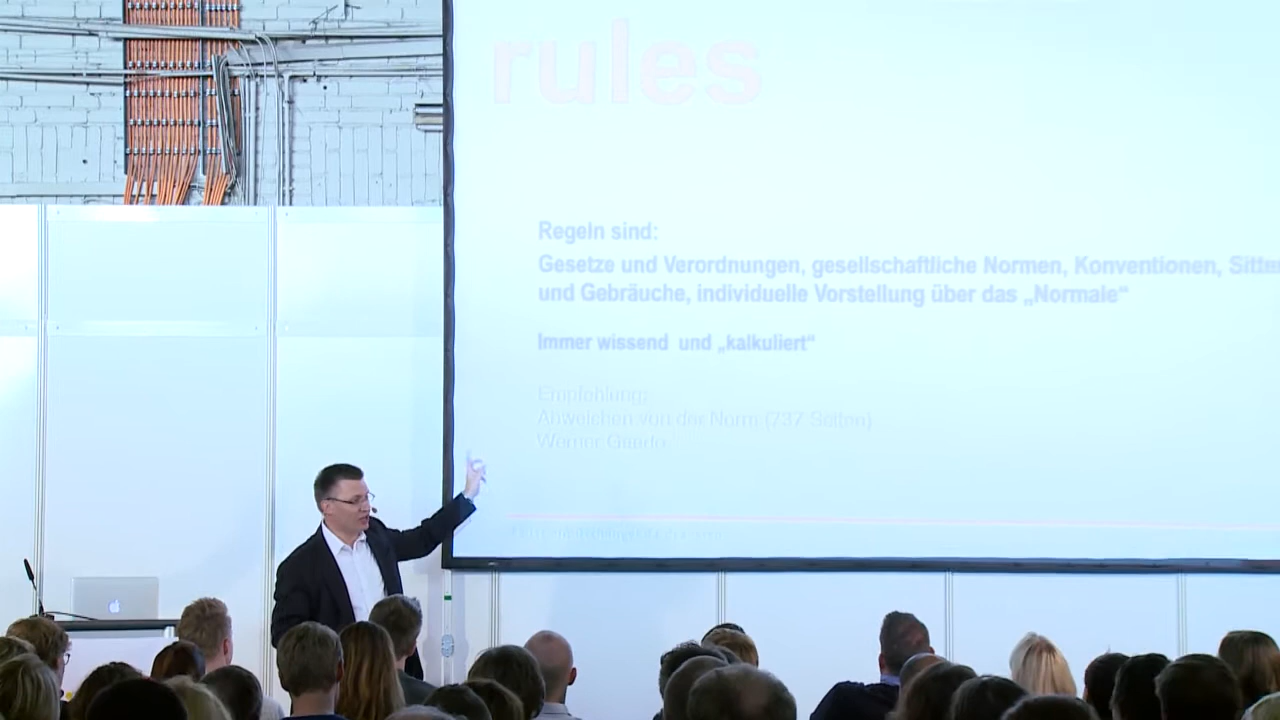 rules
Regeln sind:
Gesetze und Verordnungen, gesellschaftliche Normen, Konventionen, Sitten
und Gebräuche, individuelle Vorstellung über das „Normale“
Immer wissend und „kalkuliert“
Empfehlung:
Abweichen von der Norm (737 Seiten)
Werner